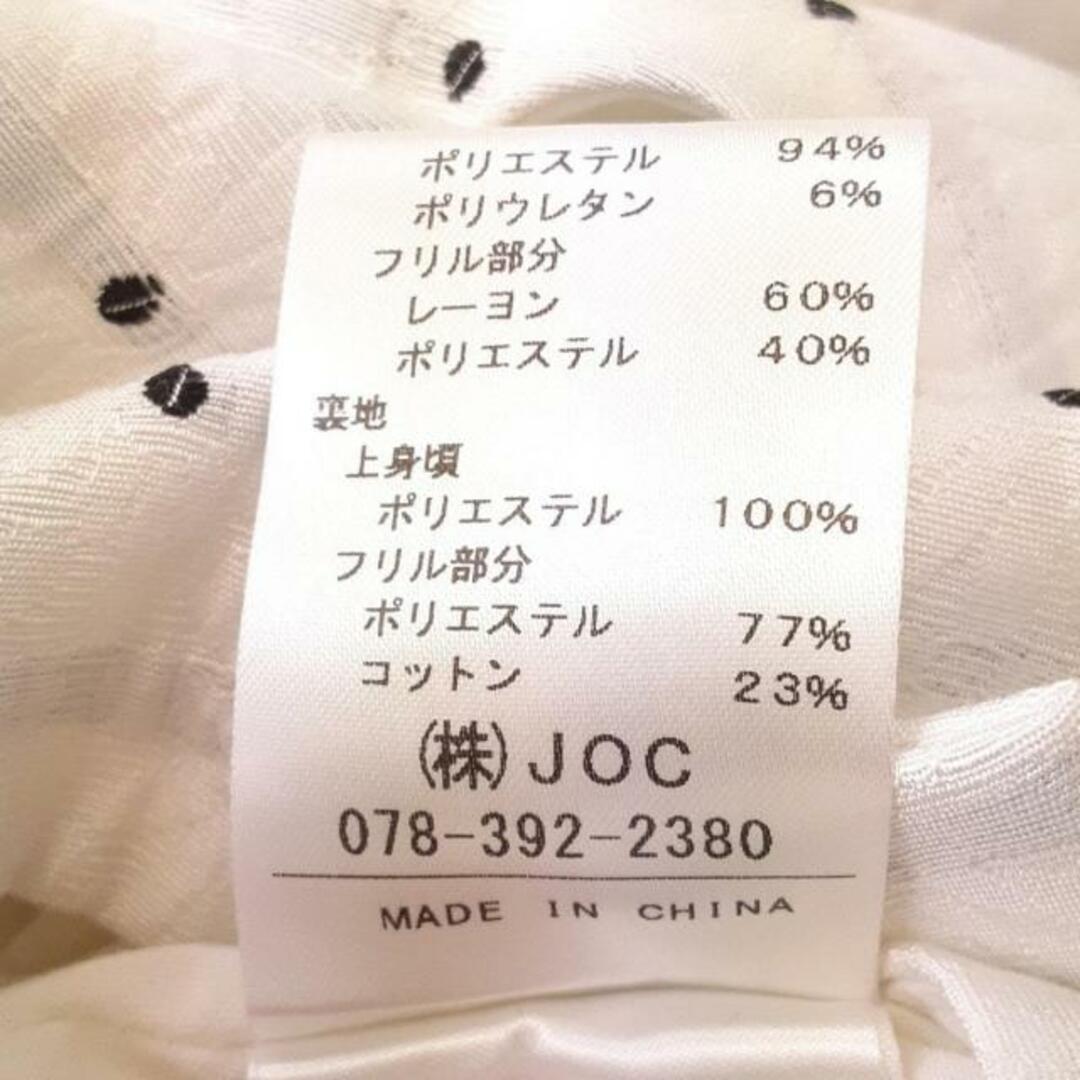 ポリエステル 94%
ポリウレタン 6%
フリル部分
レーヨン 60%
ポリエステル 40%
裏地
上身頃
ポリエステル 100%
フリル部分
ポリエステル 77%
コットン 23%
㈱JOC
078-392-2380
MADE IN CHINA